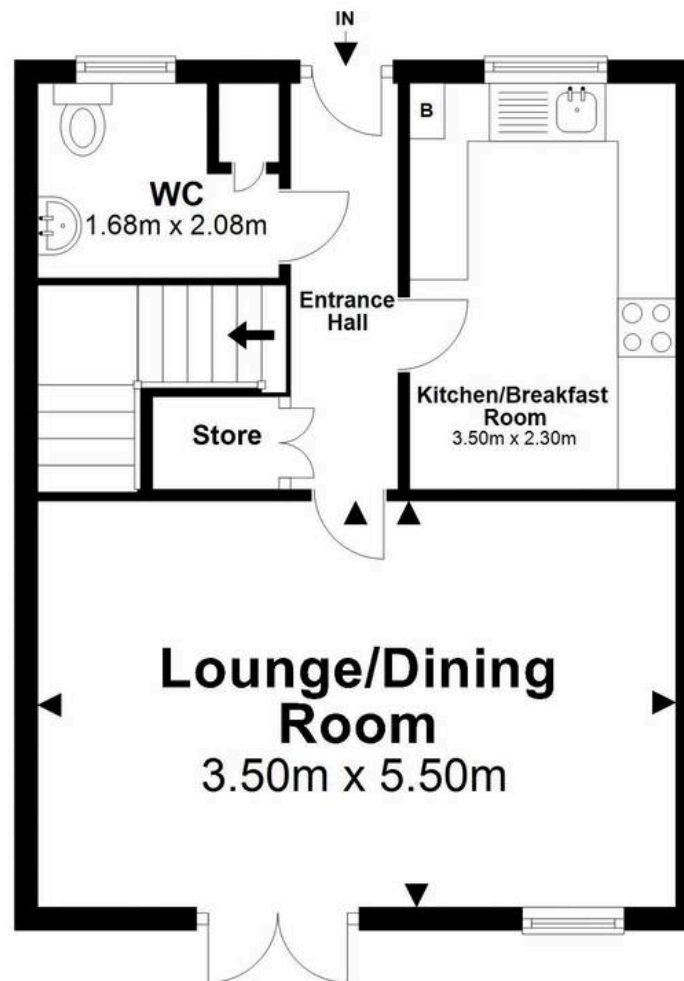 IN
B
WC
1.68m x 2.08m
Entrance
Hall
Kitchen/Breakfast
Room
3.50m x 2.30m
Store
Lounge/Dining
Room
3.50m x 5.50m